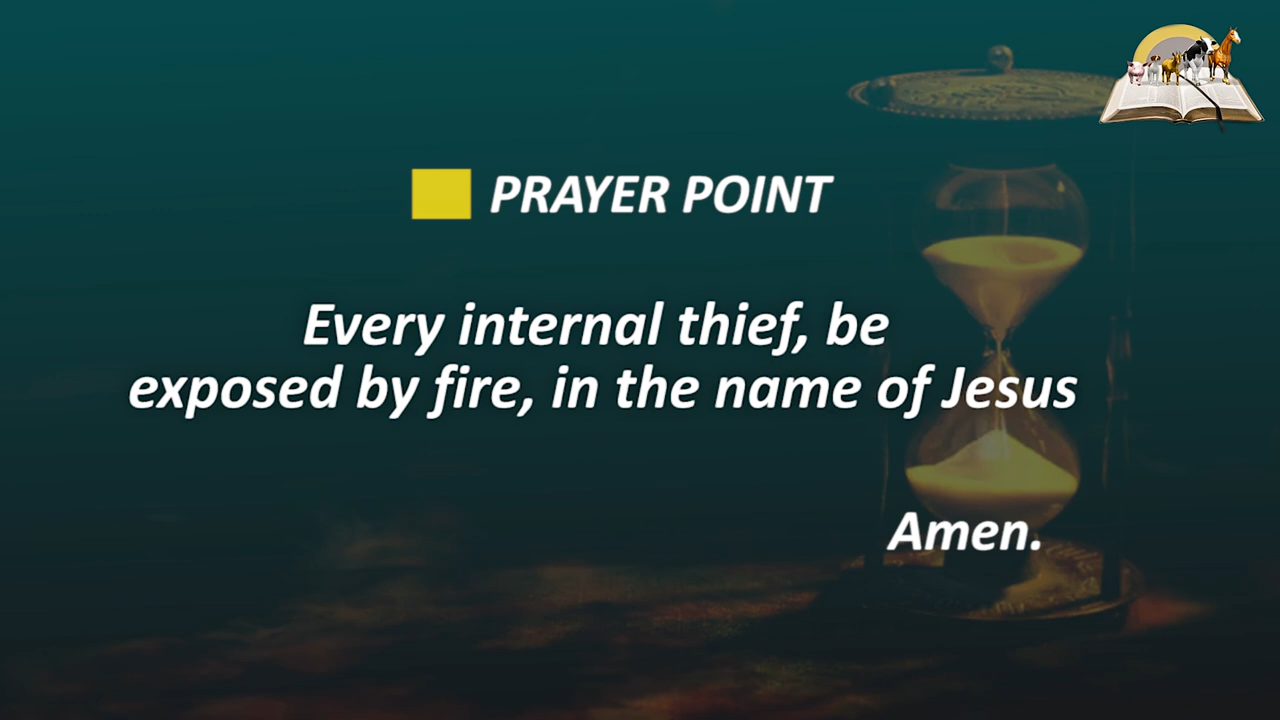 PRAYER POINT
Every internal thief, be
exposed by fire, in the name of Jesus
Amen.